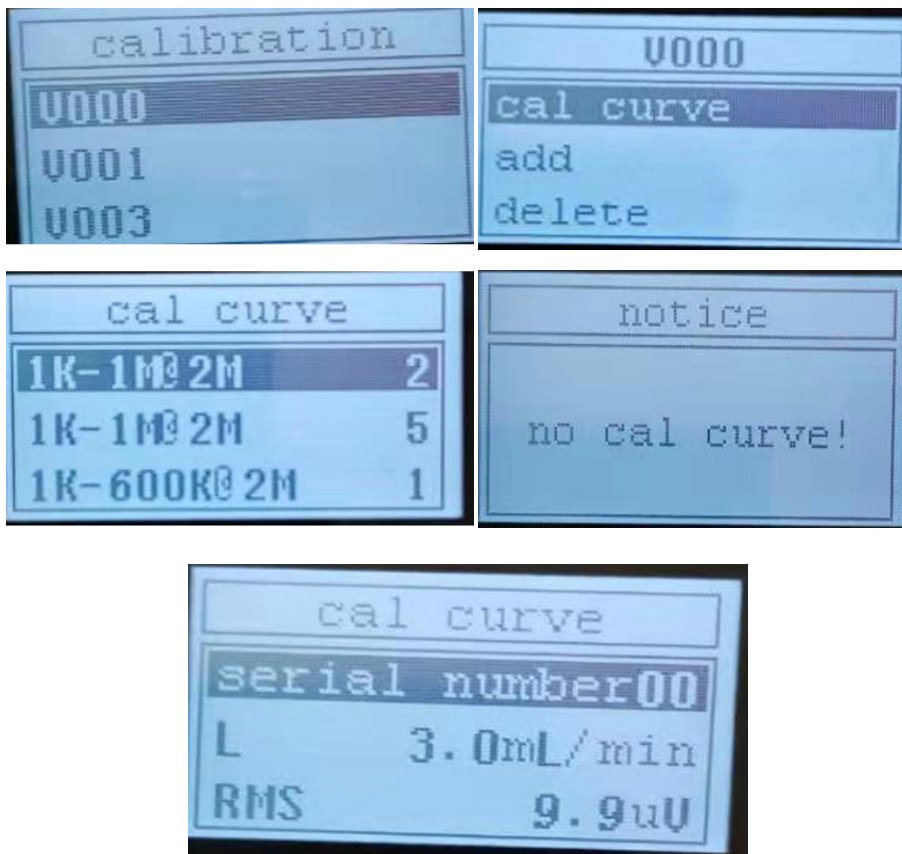 calibration
V000
V001
V003
V000
cal curve
add
delete
cal curve
1K-1M@2M 2
1K-1M@2M 5
1K-600K@2M 1
notice
no cal curve!
cal curve
serial number00
L 3.0mL/min
RMS 9.9uV